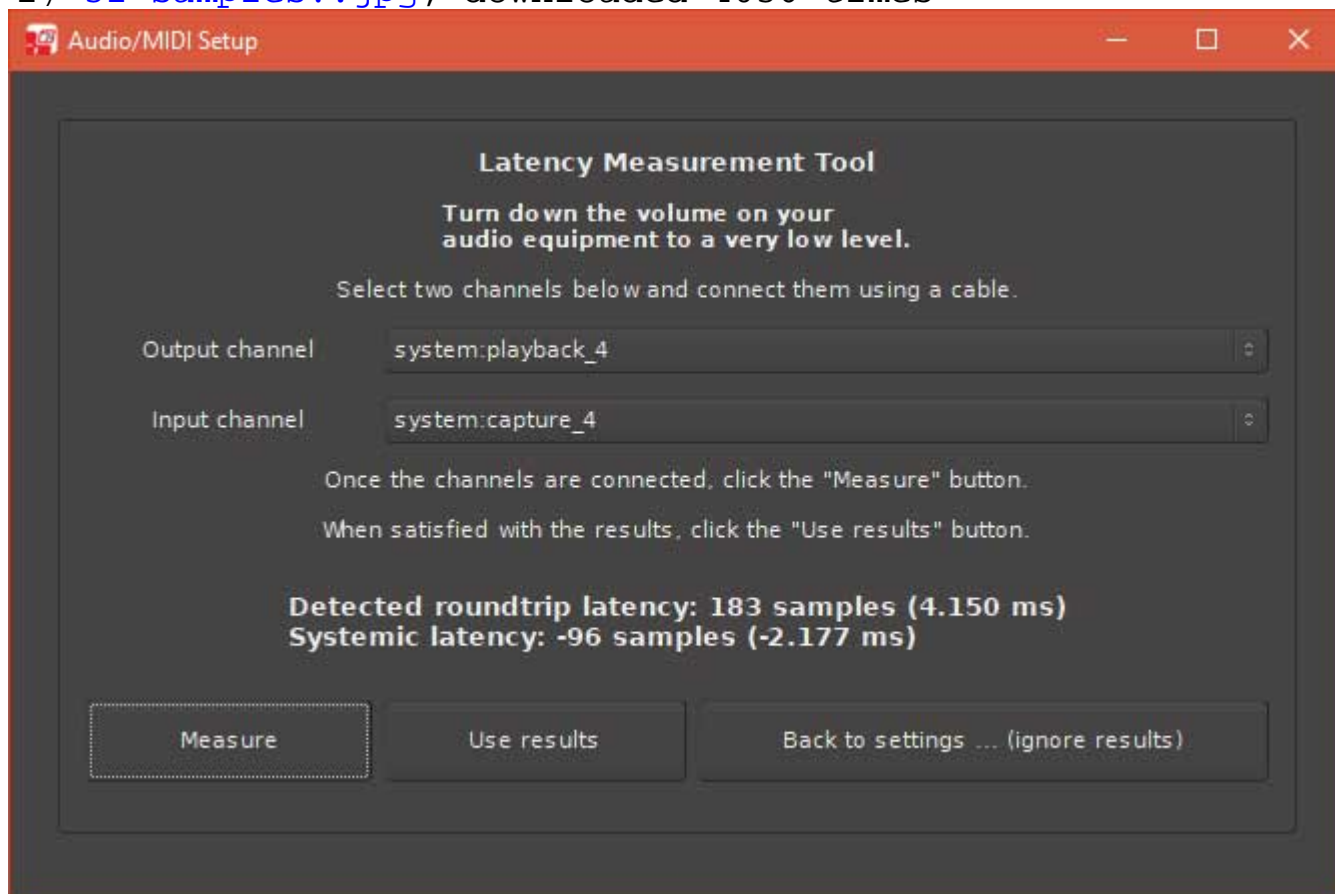 Audio/MIDI Setup
Latency Measurement Tool
Turn down the volume on your
audio equipment to a very low level.
Select two channels below and connect them using a cable.
Output channel system:playback_4
Input channel system:capture_4
Once the channels are connected, click the "Measure" button.
When satisfied with the results, click the "Use results" button.
Detected roundtrip latency: 183 samples (4.150 ms)
Systemic latency: -96 samples (-2.177 ms)
Measure Use results Back to settings ... (ignore results)